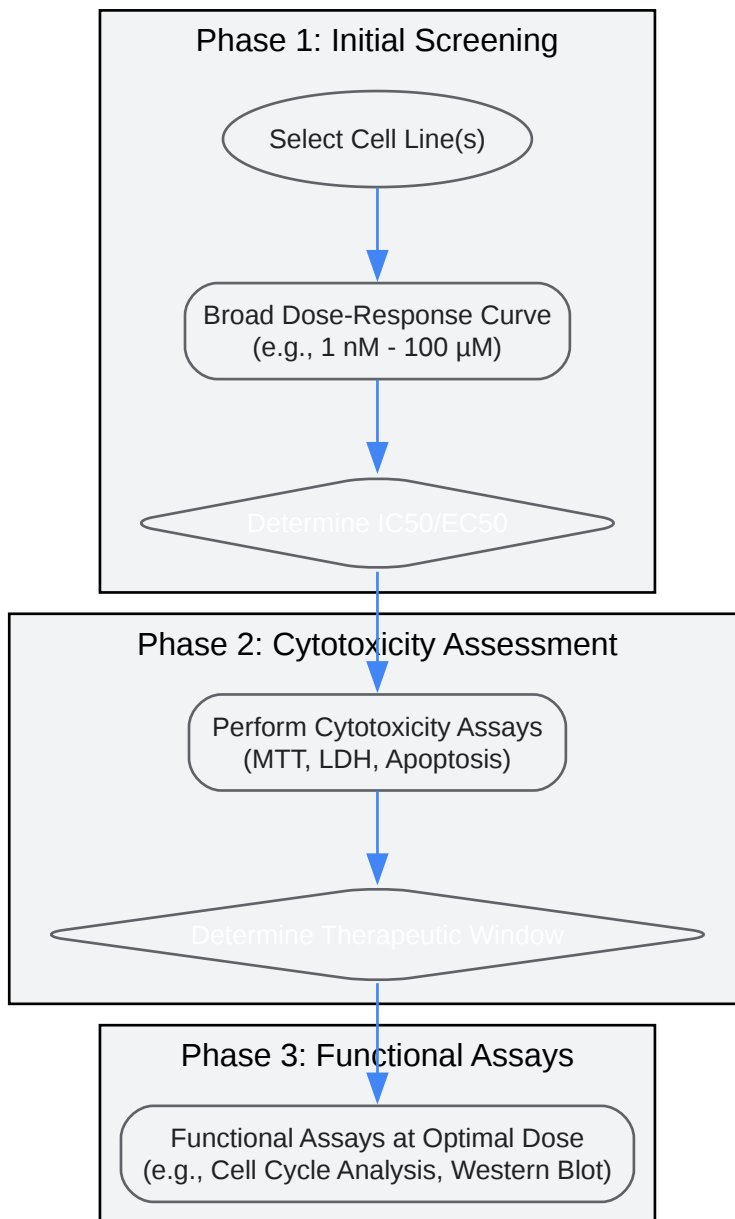 Phase 1: Initial Screening
Select Cell Line(s)
Broad Dose-Response Curve
(e.g., 1 nM - 100 µM)
Determine IC50/EC50
Phase 2: Cytotoxicity Assessment
Perform Cytotoxicity Assays
(MTT, LDH, Apoptosis)
Determine Therapeutic Window
Phase 3: Functional Assays
Functional Assays at Optimal Dose
(e.g., Cell Cycle Analysis, Western Blot)